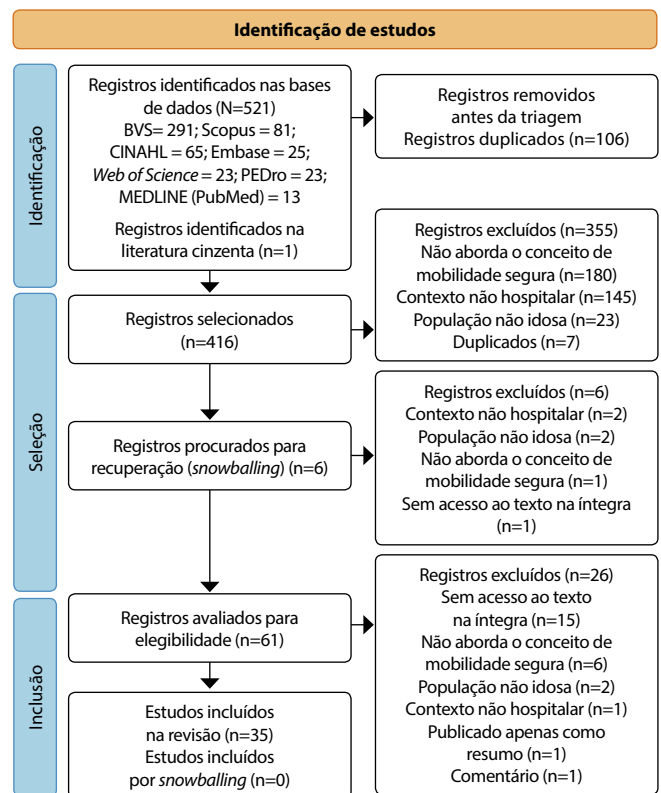 Identificação de estudos
Identificação
Registros identificados nas bases
de dados (N=521)
BVS= 291; Scopus = 81;
CINAHL = 65; Embase = 25;
Web of Science = 23; PEDro = 23;
MEDLINE (PubMed) = 13
Registros identificados na
literatura cinzenta (n=1)
Registros removidos
antes da triagem
Registros duplicados (n=106)
Seleção
Registros selecionados
(n=416)
Registros excluídos (n=355)
Não aborda o conceito de
mobilidade segura (n=180)
Contexto não hospitalar (n=145)
População não idosa (n=23)
Duplicados (n=7)
Registros procurados para
recuperação (snowballing) (n=6)
Registros excluídos (n=6)
Contexto não hospitalar (n=2)
População não idosa (n=2)
Não aborda o conceito de
mobilidade segura (n=1)
Sem acesso ao texto na íntegra
(n=1)
Inclusão
Registros avaliados para
elegibilidade (n=61)
Registros excluídos (n=26)
Sem acesso ao texto
na íntegra (n=15)
Não aborda o conceito de
mobilidade segura (n=6)
População não idosa (n=2)
Contexto não hospitalar (n=1)
Publicado apenas como
resumo (n=1)
Comentário (n=1)
Estudos incluídos
na revisão (n=35)
Estudos incluídos
por snowballing (n=0)